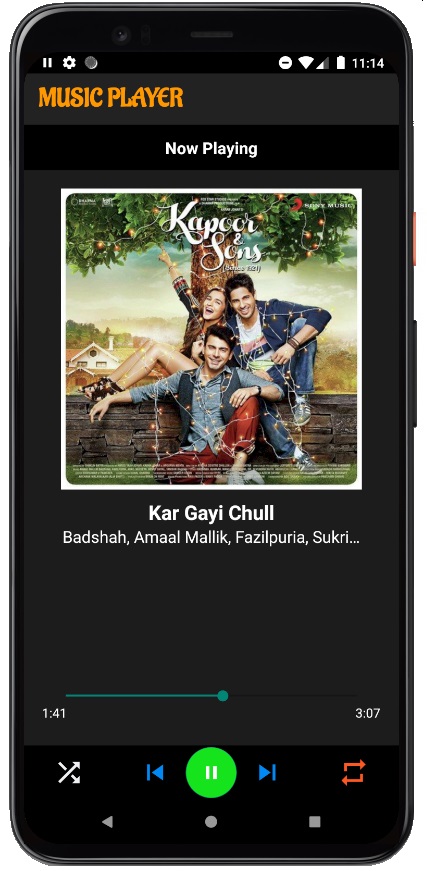 11:14
MUSIC PLAYER
Now Playing
SONY MUSIC
Kapoor
&
Sons
(Since 1921)
Kar Gayi Chull
Badshah, Amaal Mallik, Fazilpuria, Sukri...
1:41
3:07